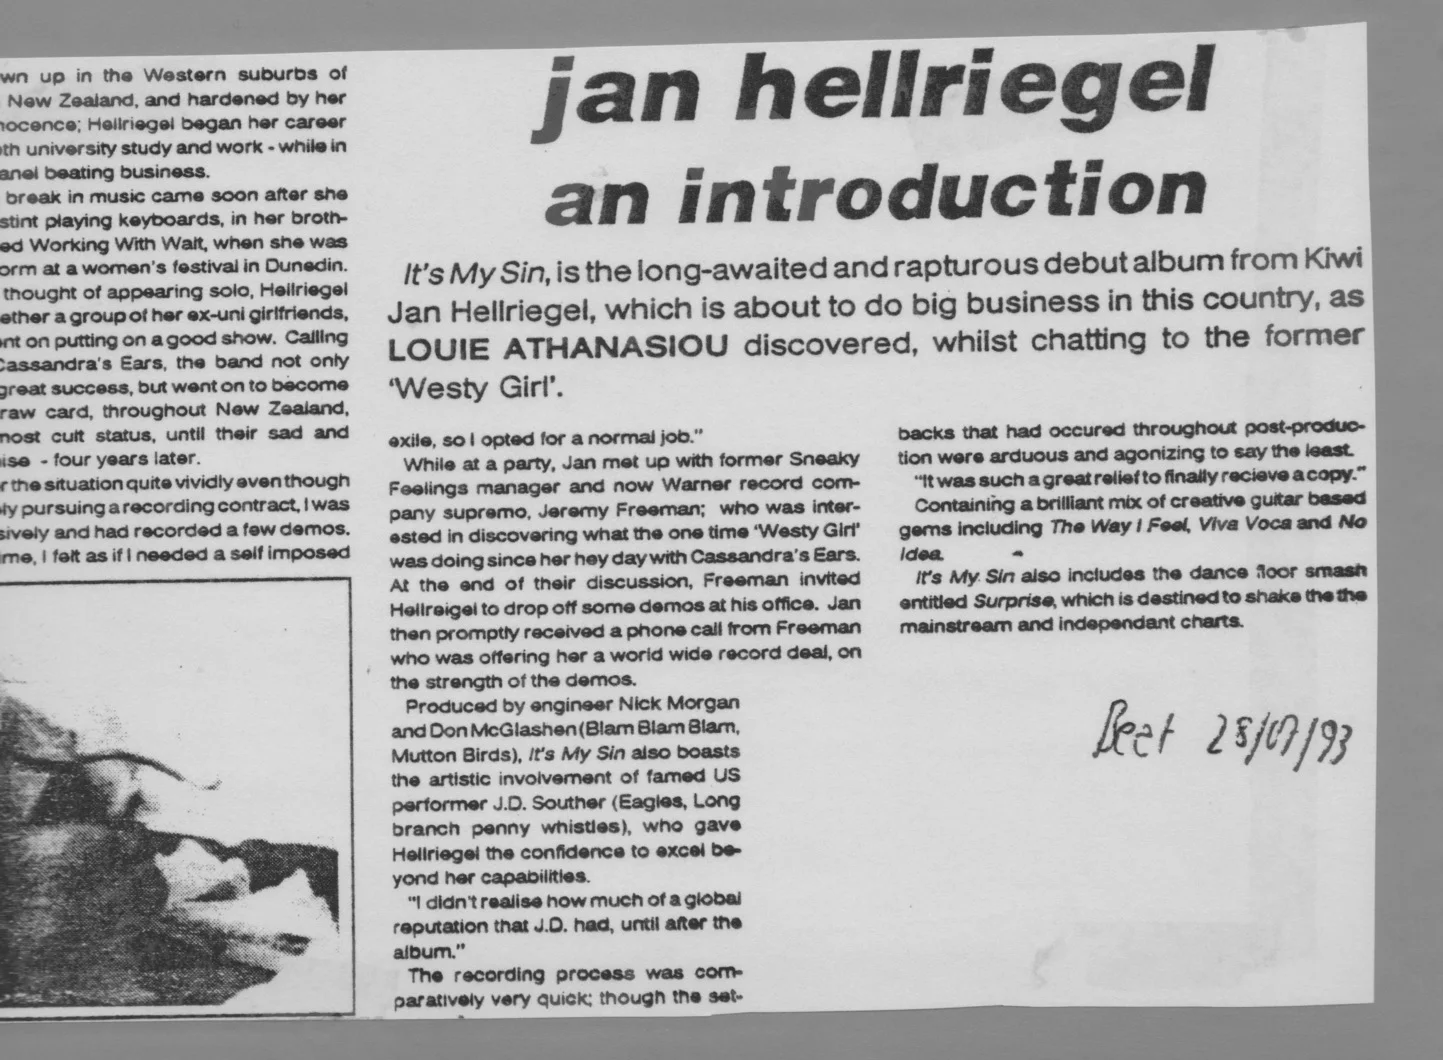 jan hellriegel
an introduction
It's My Sin, is the long-awaited and rapturous debut album from Kiwi
Jan Hellriegel, which is about to do big business in this country, as
LOUIE ATHANASIOU discovered, whilst chatting to the former
'Westy Girl'.
wn up in the Western suburbs of
New Zealand, and hardened by her
nocence; Hellriegel began her career
oth university study and work - while in
anel beating business.
break in music came soon after she
stint playing keyboards, in her broth-
ed Working With Walt, when she was
orm at a women's festival in Dunedin.
thought of appearing solo, Hellriegel
ether a group of her ex-uni girlfriends,
ent on putting on a good show. Calling
Cassandra's Ears, the band not only
great success, but went on to become
raw card, throughout New Zealand,
most cult status, until their sad and
ise - four years later.
r the situation quite vividly even though
ly pursuing a recording contract, I was
sively and had recorded a few demos.
me, I felt as if I needed a self imposed
exile, so I opted for a normal job."
While at a party, Jan met up with former Sneaky
Feelings manager and now Warner record com-
pany supremo, Jeremy Freeman; who was inter-
ested in discovering what the one time 'Westy Girl'
was doing since her hey day with Cassandra's Ears.
At the end of their discussion, Freeman invited
Hellreigel to drop off some demos at his office. Jan
then promptly received a phone call from Freeman
who was offering her a world wide record deal, on
the strength of the demos.
Produced by engineer Nick Morgan
and Don McGlashen (Blam Blam Blam,
Mutton Birds), It's My Sin also boasts
the artistic involvement of famed US
performer J.D. Souther (Eagles, Long
branch penny whistles), who gave
Hellriegel the confidence to excel be-
yond her capabilities.
"I didn't realise how much of a global
reputation that J.D. had, until after the
album."
The recording process was com-
paratively very quick; though the set-
backs that had occured throughout post-produc-
tion were arduous and agonizing to say the least.
"It was such a great relief to finally recieve a copy."
Containing a brilliant mix of creative guitar based
gems including The Way I Feel, Viva Voca and No
Idea.
It's My Sin also includes the dance floor smash
entitled Surprise, which is destined to shake the the
mainstream and independant charts.
Beat 28/07/93